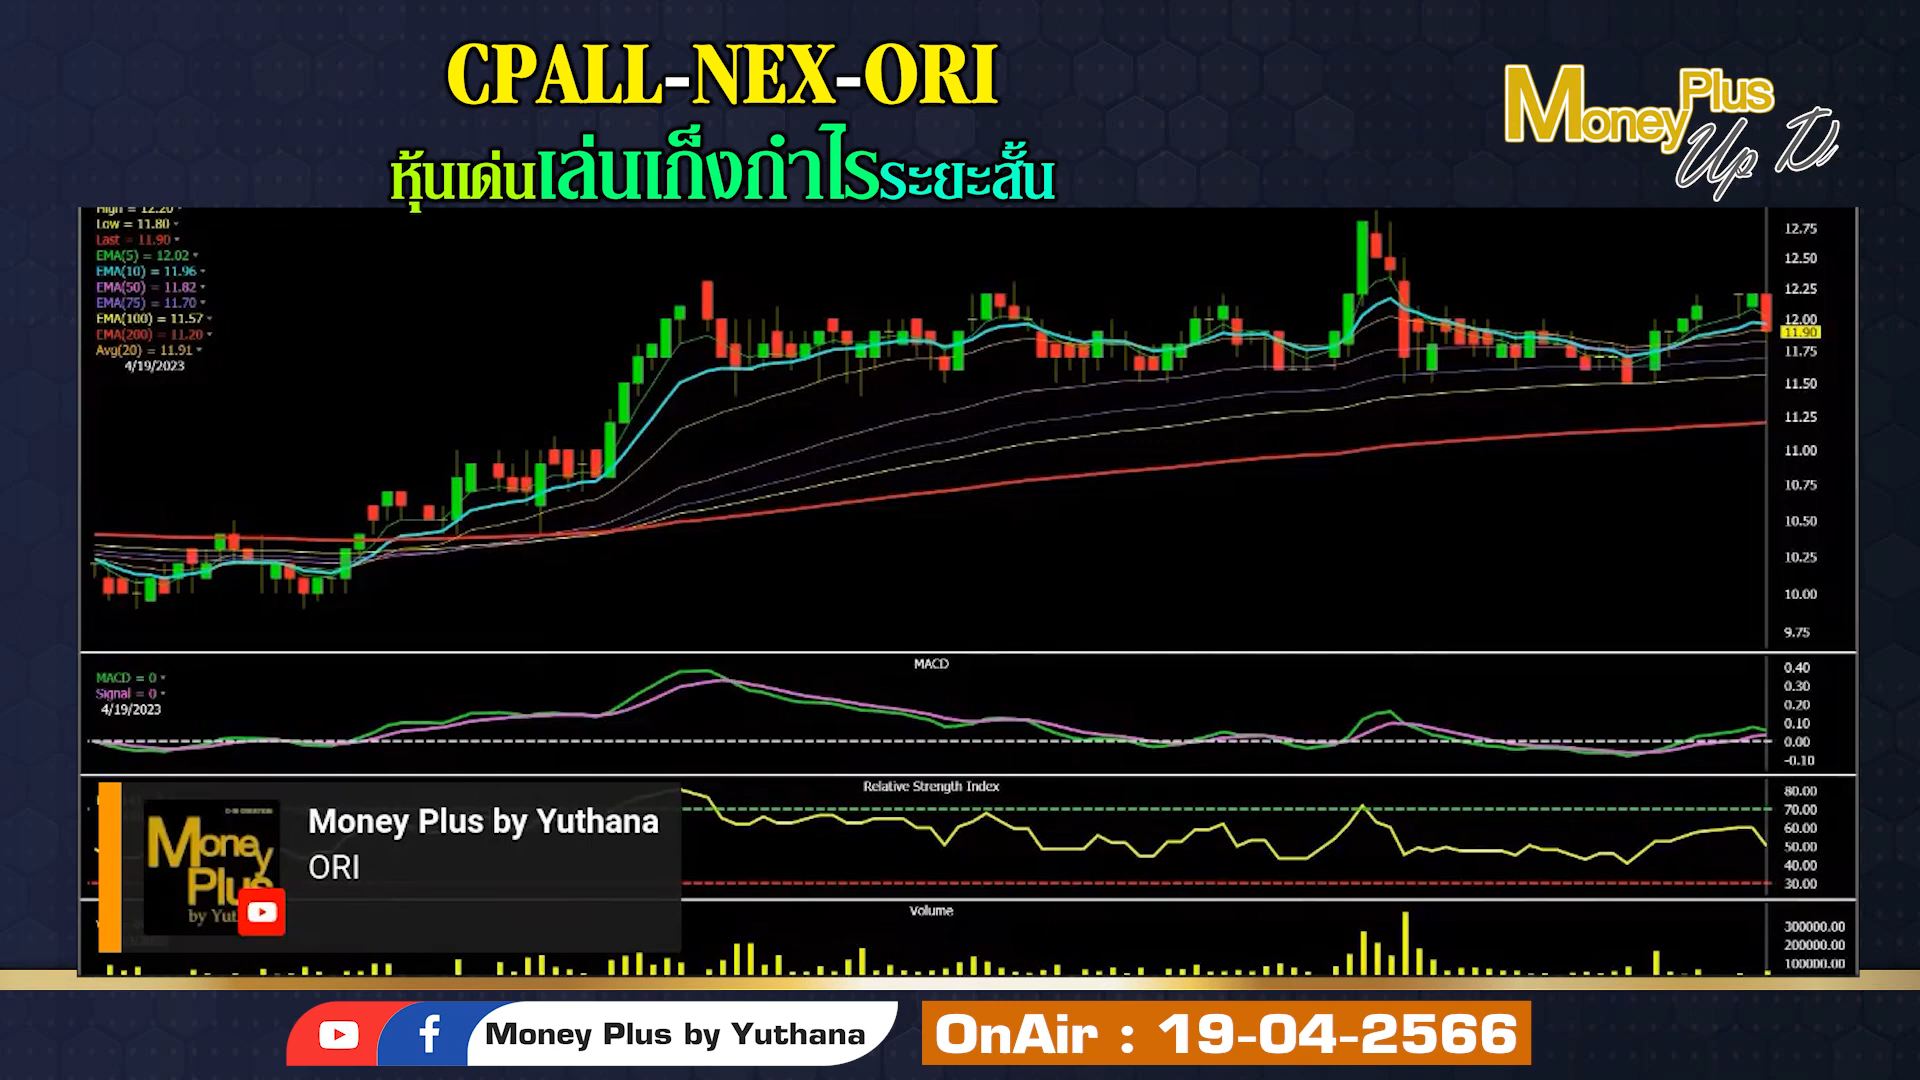 CPALL-NEX-ORI
หุ้นเด่นเล่นเก็งกำไรระยะสั้น
Money Plus
Up
High = 12.20
Low = 11.80
Last = 11.90
EMA(5) = 12.02
EMA(10) = 11.96
EMA(50) = 11.82
EMA(75) = 11.70
EMA(100) = 11.57
EMA(200) = 11.20
Avg(20) = 11.91
4/19/2023
12.75
12.50
12.25
12.00
11.90
11.75
11.50
11.25
11.00
10.75
10.50
10.25
10.00
9.75
MACD
MACD = 0
Signal = 0
4/19/2023
0.40
0.30
0.20
0.10
0.00
-0.10
Relative Strength Index
80.00
70.00
60.00
50.00
40.00
30.00
Money Plus
Money Plus by Yuthana
ORI
Volume
300000.00
200000.00
100000.00
Money Plus by Yuthana
OnAir : 19-04-2566